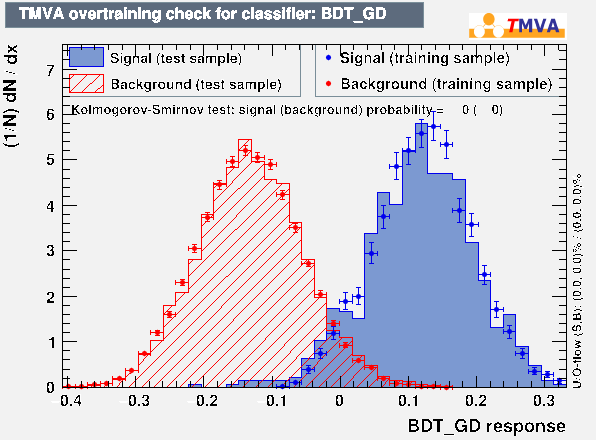 TMVA overtraining check for classifier: BDT_GD
TMVA
(1/N) dN / dx
Signal (test sample)
Background (test sample)
Signal (training sample)
Background (training sample)
Kolmogorov-Smirnov test: signal (background) probability = 0 ( 0)
7
6
5
4
3
2
1
0
-0.4 -0.3 -0.2 -0.1 0 0.1 0.2 0.3
BDT_GD response
U/O-flow (S,B): (0.0, 0.0)% / (0.0, 0.0)%